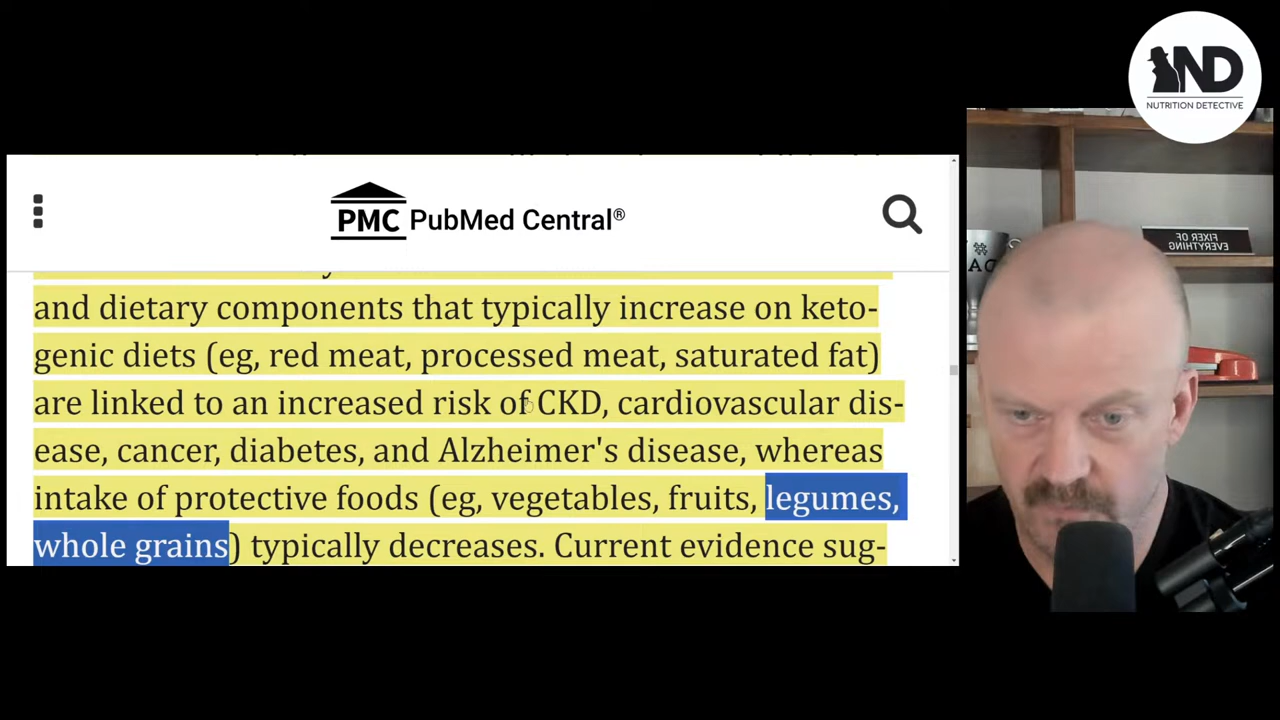 ND
NUTRITION DETECTIVE
PMC PubMed Central®
and dietary components that typically increase on keto-
genic diets (eg, red meat, processed meat, saturated fat)
are linked to an increased risk of CKD, cardiovascular dis-
ease, cancer, diabetes, and Alzheimer's disease, whereas
intake of protective foods (eg, vegetables, fruits, legumes,
whole grains) typically decreases. Current evidence sug-
FIXER OF
EVERYTHING